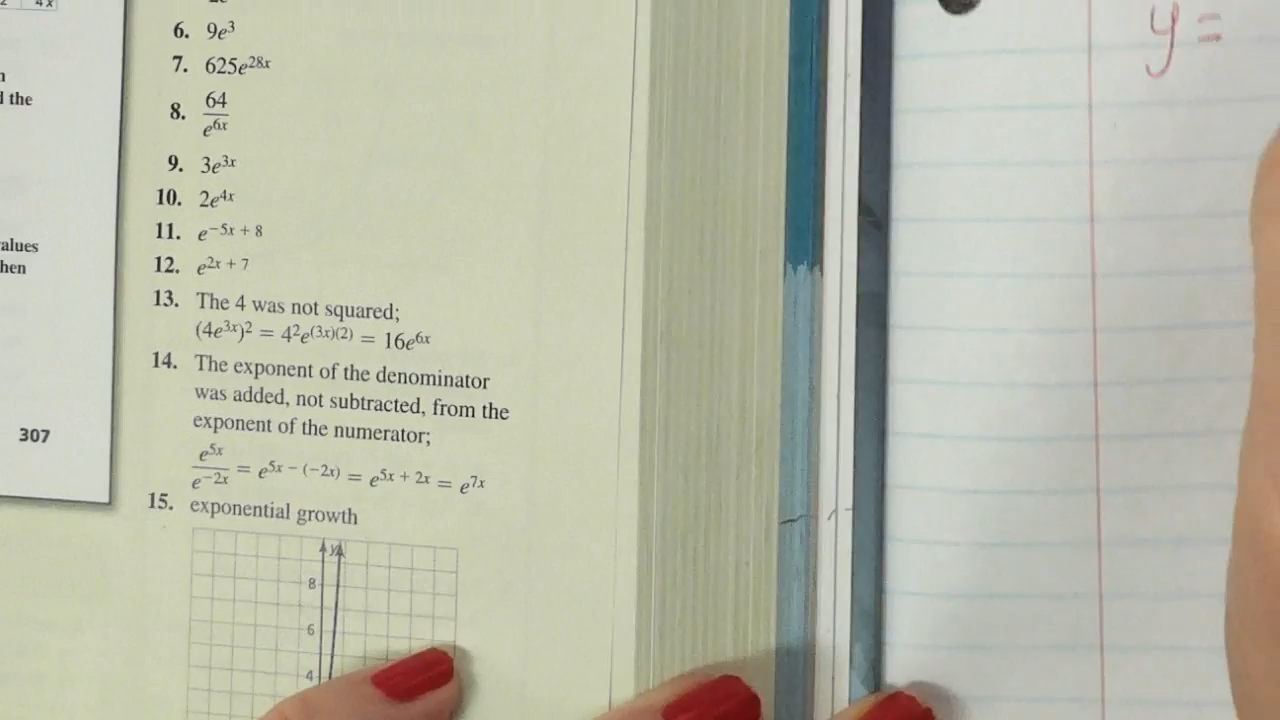 4x
d the
alues
hen
307
6. 9e³
7. 625e²⁸ˣ
8. 64/e⁶ˣ
9. 3e³ˣ
10. 2e⁴ˣ
11. e⁻⁵ˣ ⁺ ⁸
12. e²ˣ ⁺ ⁷
13. The 4 was not squared;
(4e³ˣ)² = 4²e⁽³ˣ⁾⁽²⁾ = 16e⁶ˣ
14. The exponent of the denominator
was added, not subtracted, from the
exponent of the numerator;
e⁵ˣ/e⁻²ˣ = e⁵ˣ ⁻ ⁽⁻²ˣ⁾ = e⁵ˣ ⁺ ²ˣ = e⁷ˣ
15. exponential growth
y
8
6
4
y =